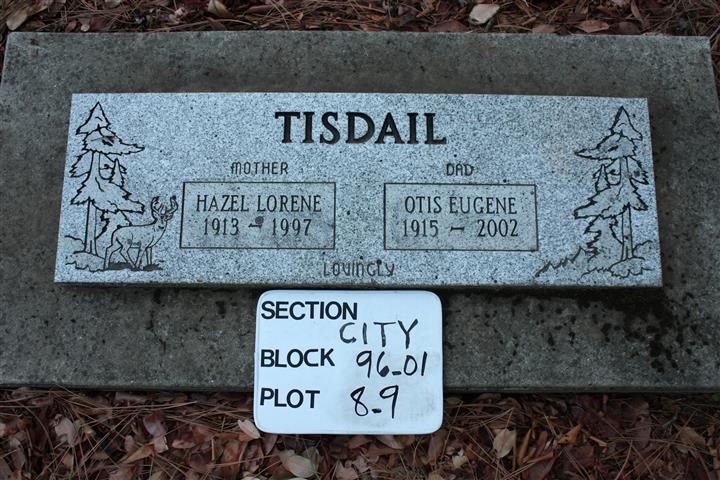 TISDAIL
MOTHER DAD
HAZEL LORENE OTIS EUGENE
1913 - 1997 1915 - 2002
LOVINGLY
SECTION CITY
BLOCK 96-01
PLOT 8-9